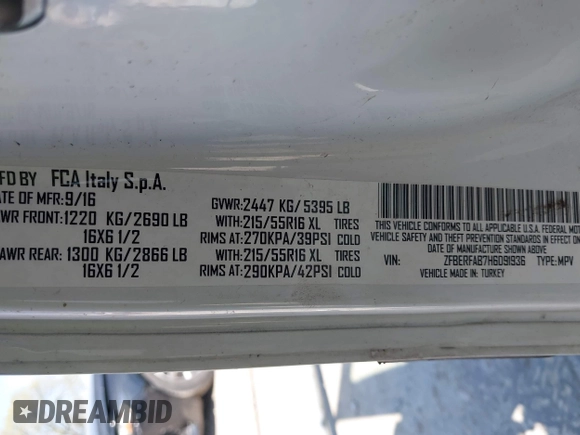 FD BY FCA Italy S.p.A.
ATE OF MFR: 9/16 GVWR: 2447 KG/ 5395 LB
AWR FRONT: 1220 KG/2690 LB WITH 215/55R16 XL TIRES
16X6 1/2 RIMS AT: 270KPA/39PSI COLD
AWR REAR: 1300 KG/2866 LB WITH: 215/55R16 XL TIRES
16X6 1/2 RIMS AT: 290KPA/42PSI COLD
THIS VEHICLE CONFORMS TO ALL APPLICABLE U.S.A. FEDERAL MOT
VEHICLE SAFETY AND THEFT PREVENTION STANDARDS IN EFFECT
DATE OF MANUFACTURE SHOWN ABOVE
VIN: ZFBERFAB7H6D91936 TYPE: MPV
VEHICLE MADE IN: TURKEY
DREAMBID